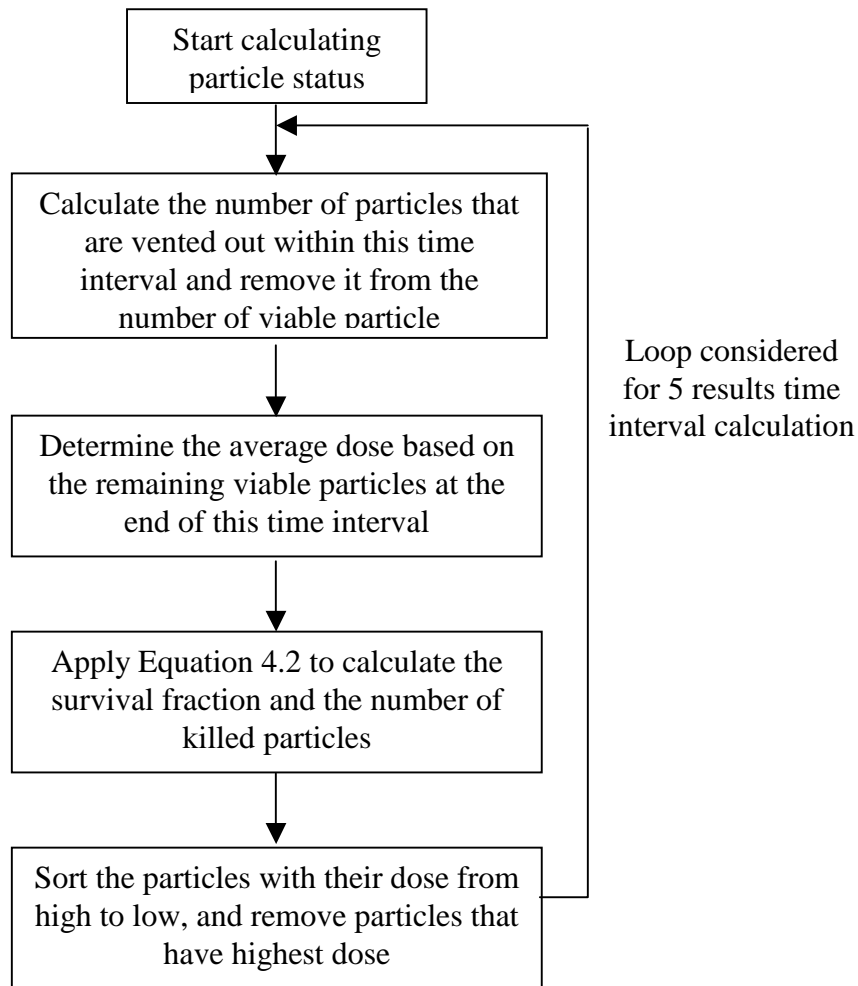 Start calculating
particle status
Calculate the number of particles that
are vented out within this time
interval and remove it from the
number of viable particle
Loop considered
for 5 results time
interval calculation
Determine the average dose based on
the remaining viable particles at the
end of this time interval
Apply Equation 4.2 to calculate the
survival fraction and the number of
killed particles
Sort the particles with their dose from
high to low, and remove particles that
have highest dose